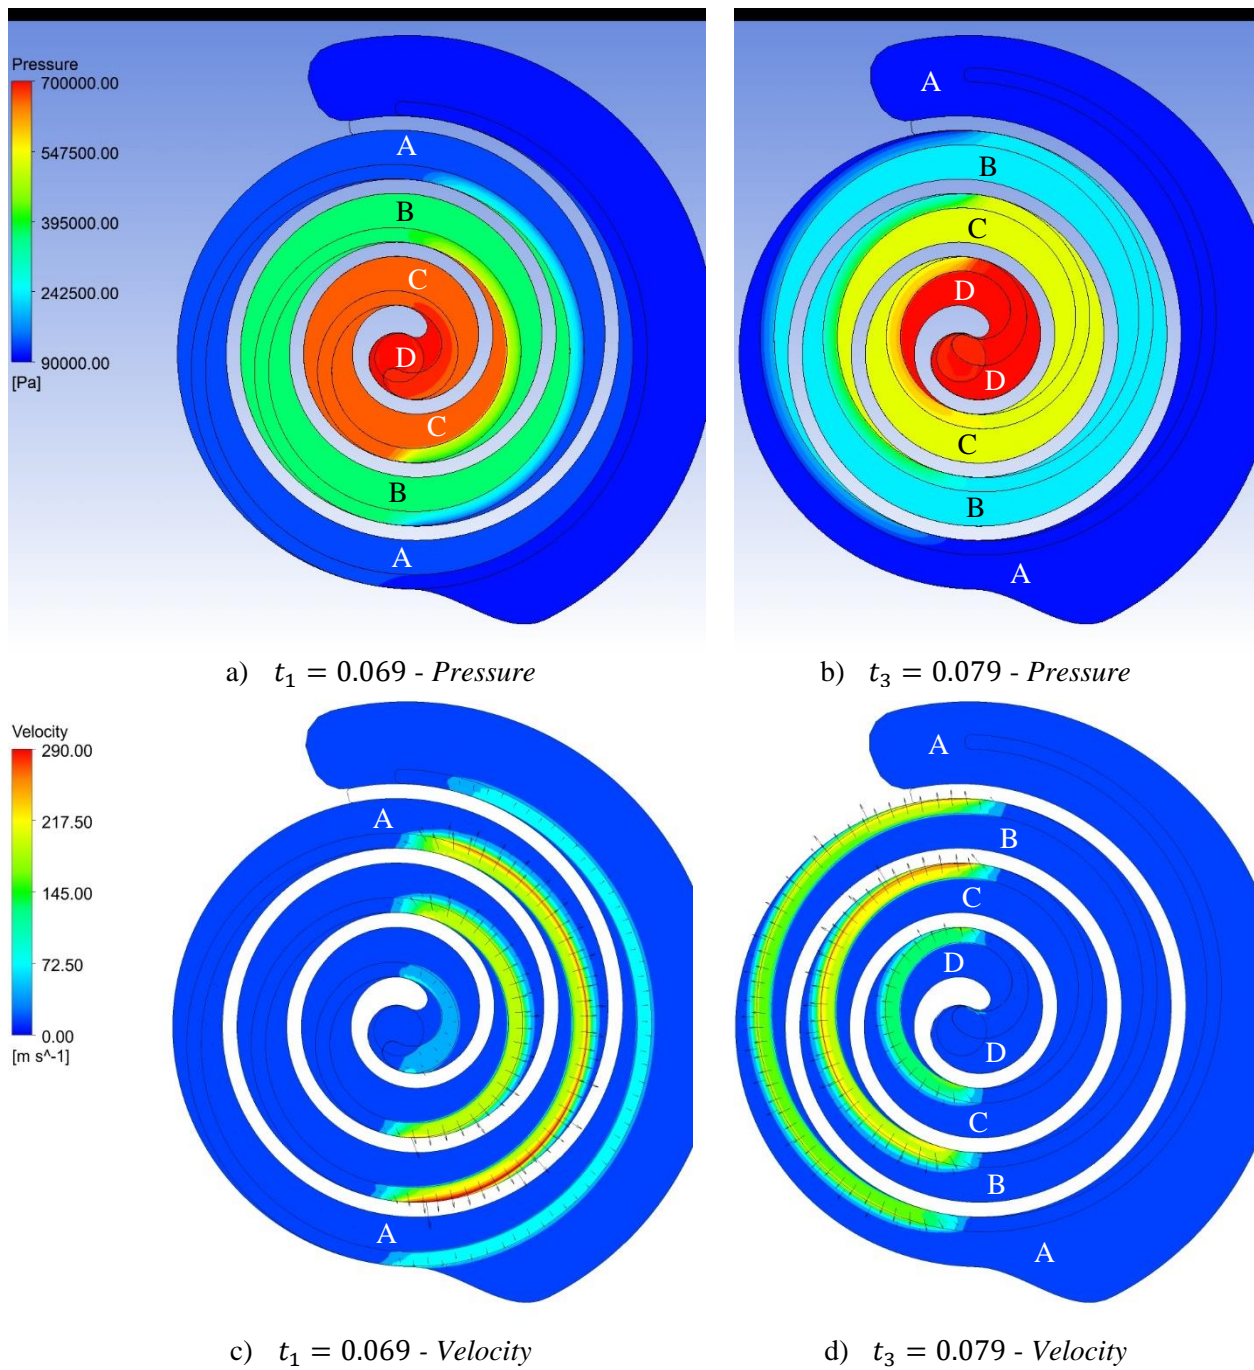 Pressure
700000.00
547500.00
395000.00
242500.00
90000.00
[Pa]
A
B
C
D
C
B
A
A
B
C
D
D
C
B
A
a) t₁ = 0.069 - Pressure
b) t₃ = 0.079 - Pressure
Velocity
290.00
217.50
145.00
72.50
0.00
[m s^-1]
A
A
A
B
C
D
D
C
B
A
c) t₁ = 0.069 - Velocity
d) t₃ = 0.079 - Velocity